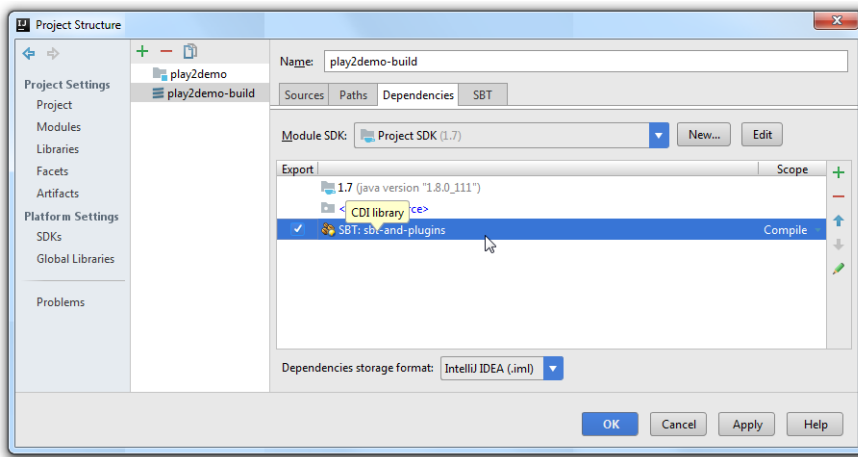 Project Structure
Project Settings
Project
Modules
Libraries
Facets
Artifacts
Platform Settings
SDKs
Global Libraries
Problems
play2demo
play2demo-build
Name: play2demo-build
Sources Paths Dependencies SBT
Module SDK: Project SDK (1.7) New... Edit
Export Scope
1.7 (java version "1.8.0_111")
CDI library
SBT: sbt-and-plugins Compile
Dependencies storage format: IntelliJ IDEA (.iml)
OK Cancel Apply Help